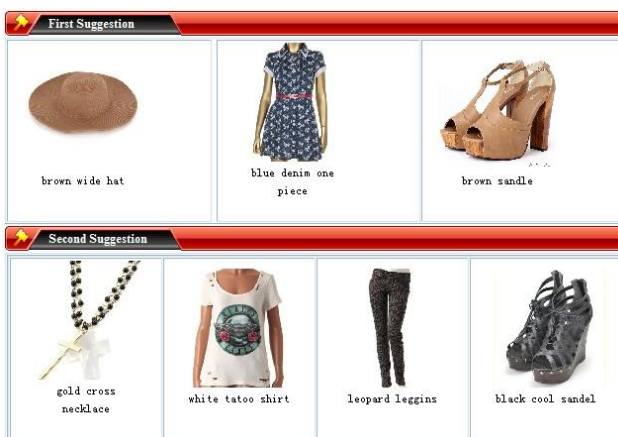 First Suggestion
brown wide hat
blue denim one
piece
brown sandle
Second Suggestion
gold cross
necklace
white tatoo shirt
leopard leggins
black cool sandel